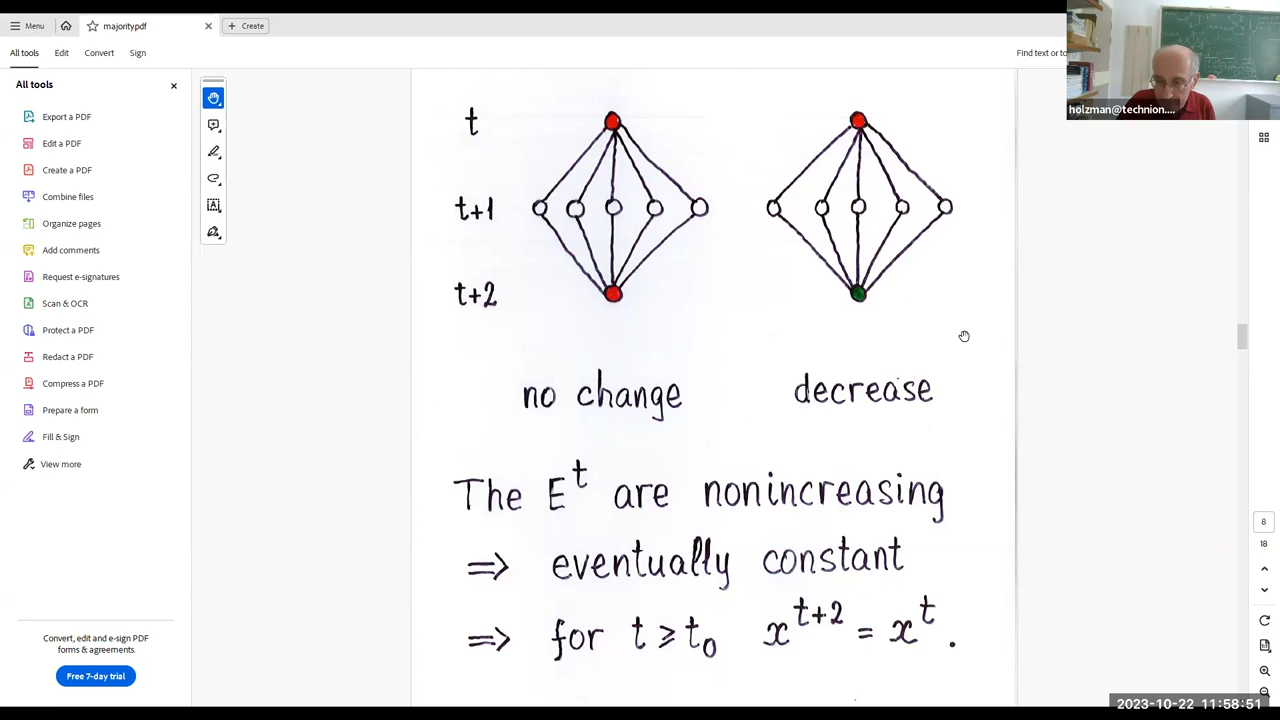 Menu
majority.pdf
Create
All tools
Edit
Convert
Sign
Find text or to
holzman@technion....
All tools
Export a PDF
Edit a PDF
Create a PDF
Combine files
Organize pages
Add comments
Request e-signatures
Scan & OCR
Protect a PDF
Redact a PDF
Compress a PDF
Prepare a form
Fill & Sign
View more
Convert, edit and e-sign PDF
forms & agreements.
Free 7-day trial
t
t+1
t+2
no change decrease
The E^t are nonincreasing
⇒ eventually constant
⇒ for t ≥ t₀ x^{t+2} = x^t .
8
18
2023-10-22 11:58:51